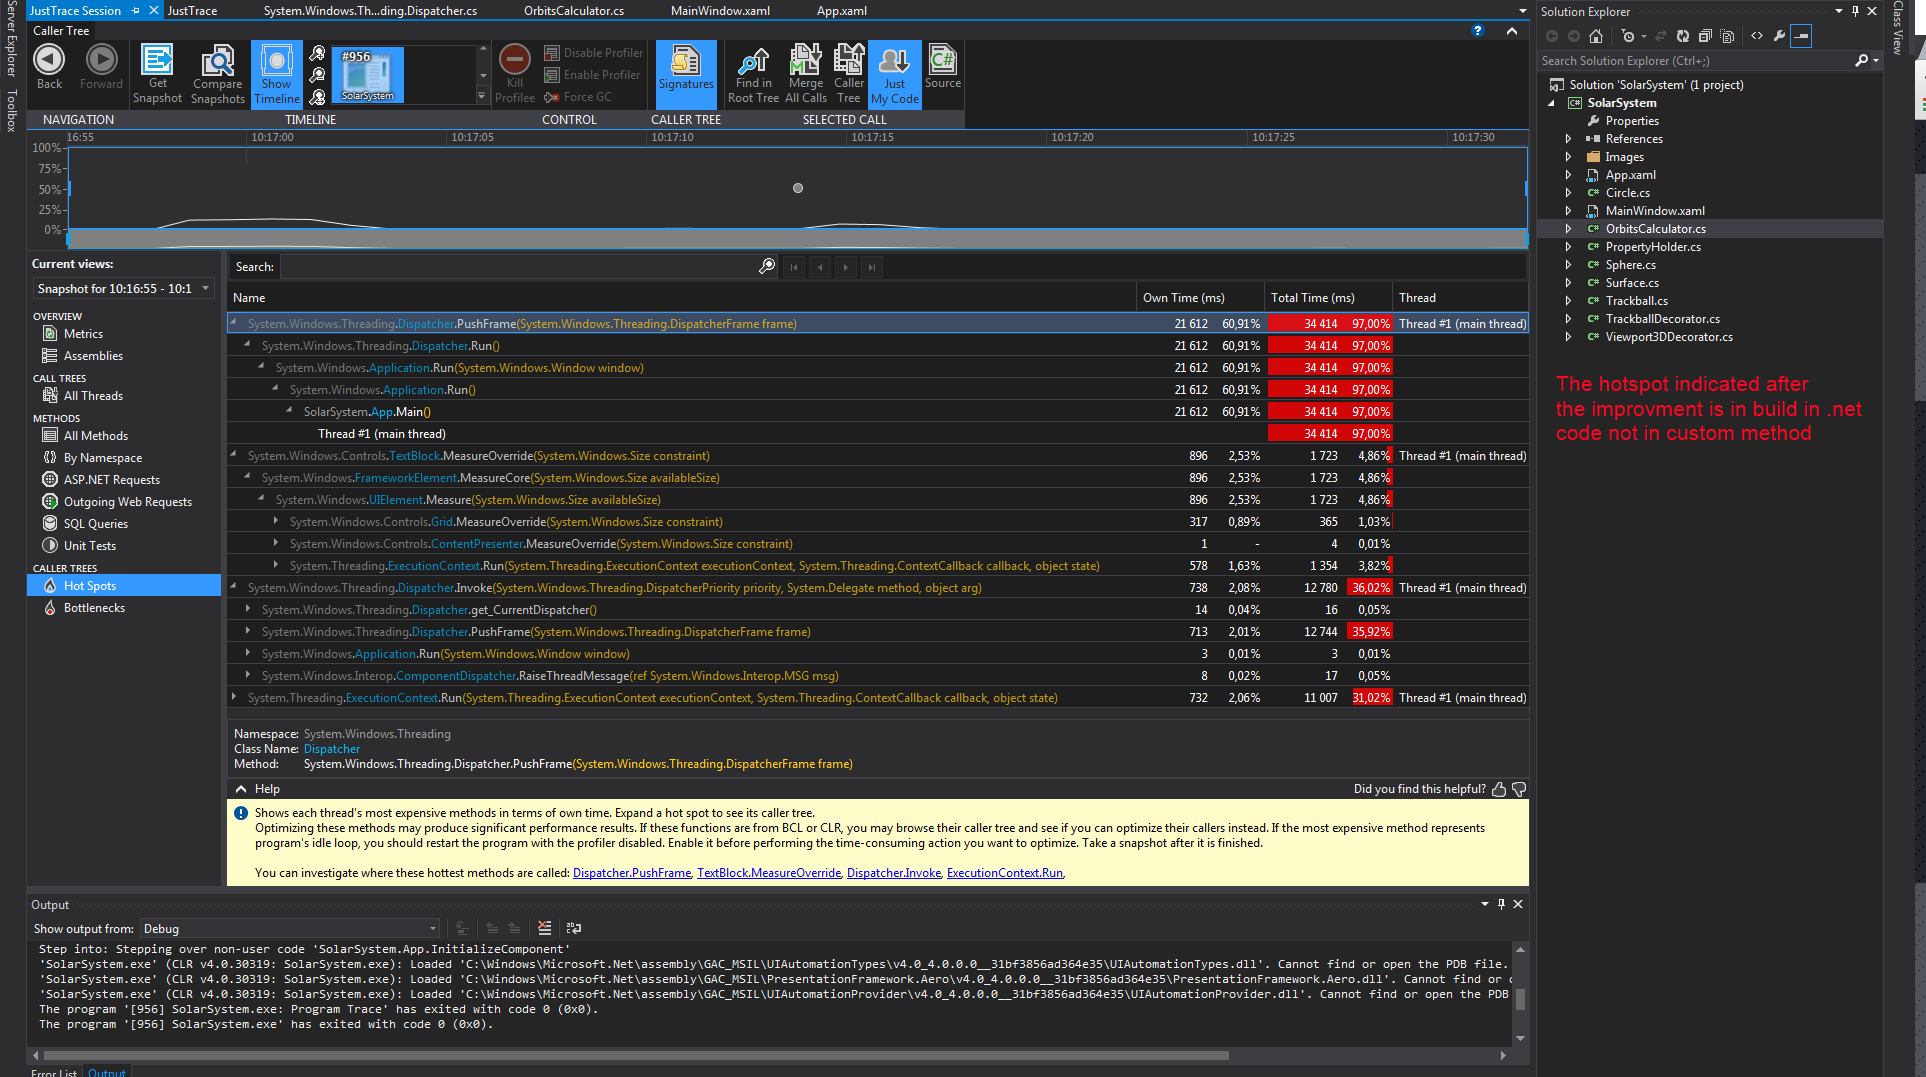 Server Explorer
Toolbox
JustTrace Session
JustTrace
System.Windows.Th...ding.Dispatcher.cs
OrbitsCalculator.cs
MainWindow.xaml
App.xaml
Caller Tree
Back
Forward
Get Snapshot
Compare Snapshots
Show Timeline
#956
SolarSystem
Kill Profilee
Disable Profiler
Enable Profiler
Force GC
Signatures
Find in Root Tree
Merge All Calls
Caller Tree
Just My Code
Source
NAVIGATION
TIMELINE
CONTROL
CALLER TREE
SELECTED CALL
16:55 10:17:00 10:17:05 10:17:10 10:17:15 10:17:20 10:17:25 10:17:30
100%
75%
50%
25%
0%
Current views:
Snapshot for 10:16:55 - 10:1
OVERVIEW
Metrics
Assemblies
CALL TREES
All Threads
METHODS
All Methods
By Namespace
ASP.NET Requests
Outgoing Web Requests
SQL Queries
Unit Tests
CALLER TREES
Hot Spots
Bottlenecks
Search:
Name Own Time (ms) Total Time (ms) Thread
System.Windows.Threading.Dispatcher.PushFrame(System.Windows.Threading.DispatcherFrame frame) 21 612 60,91% 34 414 97,00% Thread #1 (main thread)
System.Windows.Threading.Dispatcher.Run() 21 612 60,91% 34 414 97,00%
System.Windows.Application.Run(System.Windows.Window window) 21 612 60,91% 34 414 97,00%
System.Windows.Application.Run() 21 612 60,91% 34 414 97,00%
SolarSystem.App.Main() 21 612 60,91% 34 414 97,00%
Thread #1 (main thread) 34 414 97,00%
System.Windows.Controls.TextBlock.MeasureOverride(System.Windows.Size constraint) 896 2,53% 1 723 4,86% Thread #1 (main thread)
System.Windows.FrameworkElement.MeasureCore(System.Windows.Size availableSize) 896 2,53% 1 723 4,86%
System.Windows.UIElement.Measure(System.Windows.Size availableSize) 896 2,53% 1 723 4,86%
System.Windows.Controls.Grid.MeasureOverride(System.Windows.Size constraint) 317 0,89% 365 1,03%
System.Windows.Controls.ContentPresenter.MeasureOverride(System.Windows.Size constraint) 1 - 4 0,01%
System.Threading.ExecutionContext.Run(System.Threading.ExecutionContext executionContext, System.Threading.ContextCallback callback, object state) 578 1,63% 1 354 3,82%
System.Windows.Threading.Dispatcher.Invoke(System.Windows.Threading.DispatcherPriority priority, System.Delegate method, object arg) 738 2,08% 12 780 36,02% Thread #1 (main thread)
System.Windows.Threading.Dispatcher.get_CurrentDispatcher() 14 0,04% 16 0,05%
System.Windows.Threading.Dispatcher.PushFrame(System.Windows.Threading.DispatcherFrame frame) 713 2,01% 12 744 35,92%
System.Windows.Application.Run(System.Windows.Window window) 3 0,01% 3 0,01%
System.Windows.Interop.ComponentDispatcher.RaiseThreadMessage(ref System.Windows.Interop.MSG msg) 8 0,02% 17 0,05%
System.Threading.ExecutionContext.Run(System.Threading.ExecutionContext executionContext, System.Threading.ContextCallback callback, object state) 732 2,06% 11 007 31,02% Thread #1 (main thread)
Namespace: System.Windows.Threading
Class Name: Dispatcher
Method: System.Windows.Threading.Dispatcher.PushFrame(System.Windows.Threading.DispatcherFrame frame)
Help
Did you find this helpful?
Shows each thread's most expensive methods in terms of own time. Expand a hot spot to see its caller tree.
Optimizing these methods may produce significant performance results. If these functions are from BCL or CLR, you may browse their caller tree and see if you can optimize their callers instead. If the most expensive method represents
program's idle loop, you should restart the program with the profiler disabled. Enable it before performing the time-consuming action you want to optimize. Take a snapshot after it is finished.
You can investigate where these hottest methods are called: Dispatcher.PushFrame, TextBlock.MeasureOverride, Dispatcher.Invoke, ExecutionContext.Run,
Output
Show output from: Debug
Step into: Stepping over non-user code 'SolarSystem.App.InitializeComponent'
'SolarSystem.exe' (CLR v4.0.30319: SolarSystem.exe): Loaded 'C:\Windows\Microsoft.Net\assembly\GAC_MSIL\UIAutomationTypes\v4.0_4.0.0.0__31bf3856ad364e35\UIAutomationTypes.dll'. Cannot find or open the PDB file.
'SolarSystem.exe' (CLR v4.0.30319: SolarSystem.exe): Loaded 'C:\Windows\Microsoft.Net\assembly\GAC_MSIL\PresentationFramework.Aero\v4.0_4.0.0.0__31bf3856ad364e35\PresentationFramework.Aero.dll'. Cannot find or
'SolarSystem.exe' (CLR v4.0.30319: SolarSystem.exe): Loaded 'C:\Windows\Microsoft.Net\assembly\GAC_MSIL\UIAutomationProvider\v4.0_4.0.0.0__31bf3856ad364e35\UIAutomationProvider.dll'. Cannot find or open the PDB
The program '[956] SolarSystem.exe: Program Trace' has exited with code 0 (0x0).
The program '[956] SolarSystem.exe' has exited with code 0 (0x0).
Error List
Output
Solution Explorer
Search Solution Explorer (Ctrl+;)
Solution 'SolarSystem' (1 project)
SolarSystem
Properties
References
Images
App.xaml
Circle.cs
MainWindow.xaml
OrbitsCalculator.cs
PropertyHolder.cs
Sphere.cs
Surface.cs
Trackball.cs
TrackballDecorator.cs
Viewport3DDecorator.cs
The hotspot indicated after
the improvment is in build in .net
code not in custom method
Class View